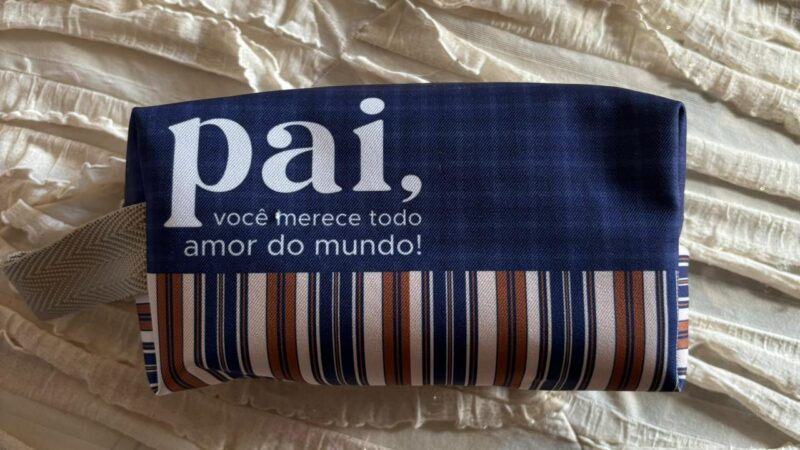 pai,
você merece todo
amor do mundo!